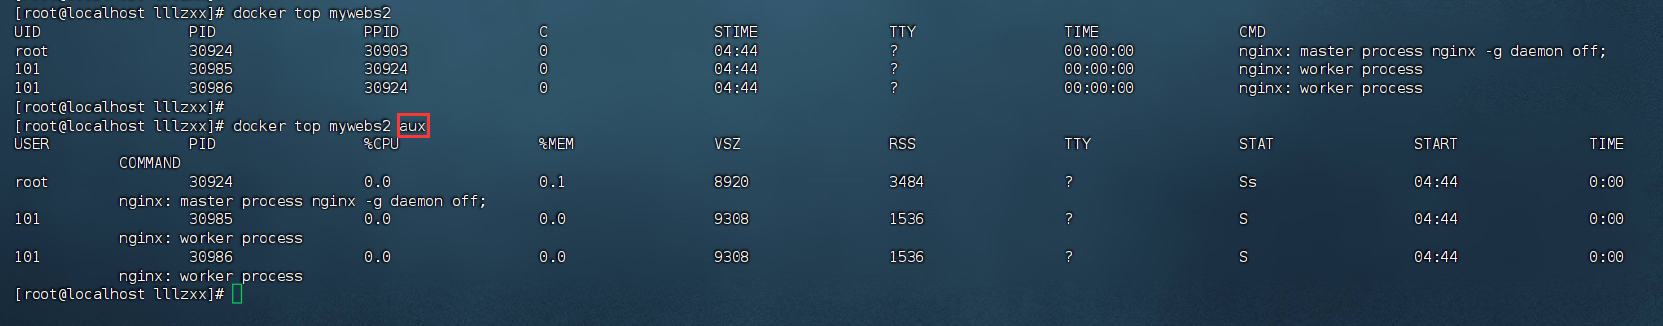 [root@localhost lllzxx]# docker top mywebs2
UID PID PPID C STIME TTY TIME CMD
root 30924 30903 0 04:44 ? 00:00:00 nginx: master process nginx -g daemon off;
101 30985 30924 0 04:44 ? 00:00:00 nginx: worker process
101 30986 30924 0 04:44 ? 00:00:00 nginx: worker process
[root@localhost lllzxx]#
[root@localhost lllzxx]# docker top mywebs2 aux
USER PID %CPU %MEM VSZ RSS TTY STAT START TIME
COMMAND
root 30924 0.0 0.1 8920 3484 ? Ss 04:44 0:00
nginx: master process nginx -g daemon off;
101 30985 0.0 0.0 9308 1536 ? S 04:44 0:00
nginx: worker process
101 30986 0.0 0.0 9308 1536 ? S 04:44 0:00
nginx: worker process
[root@localhost lllzxx]#